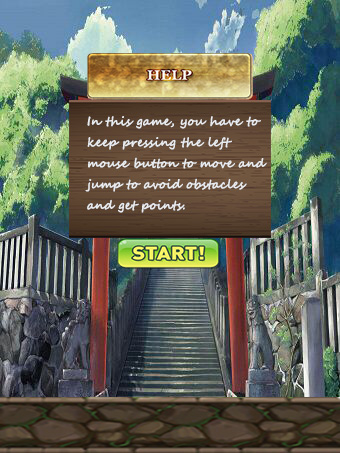 HELP
In this game, you have to
keep pressing the left
mouse button to move and
jump to avoid obstacles
and get points.
START!